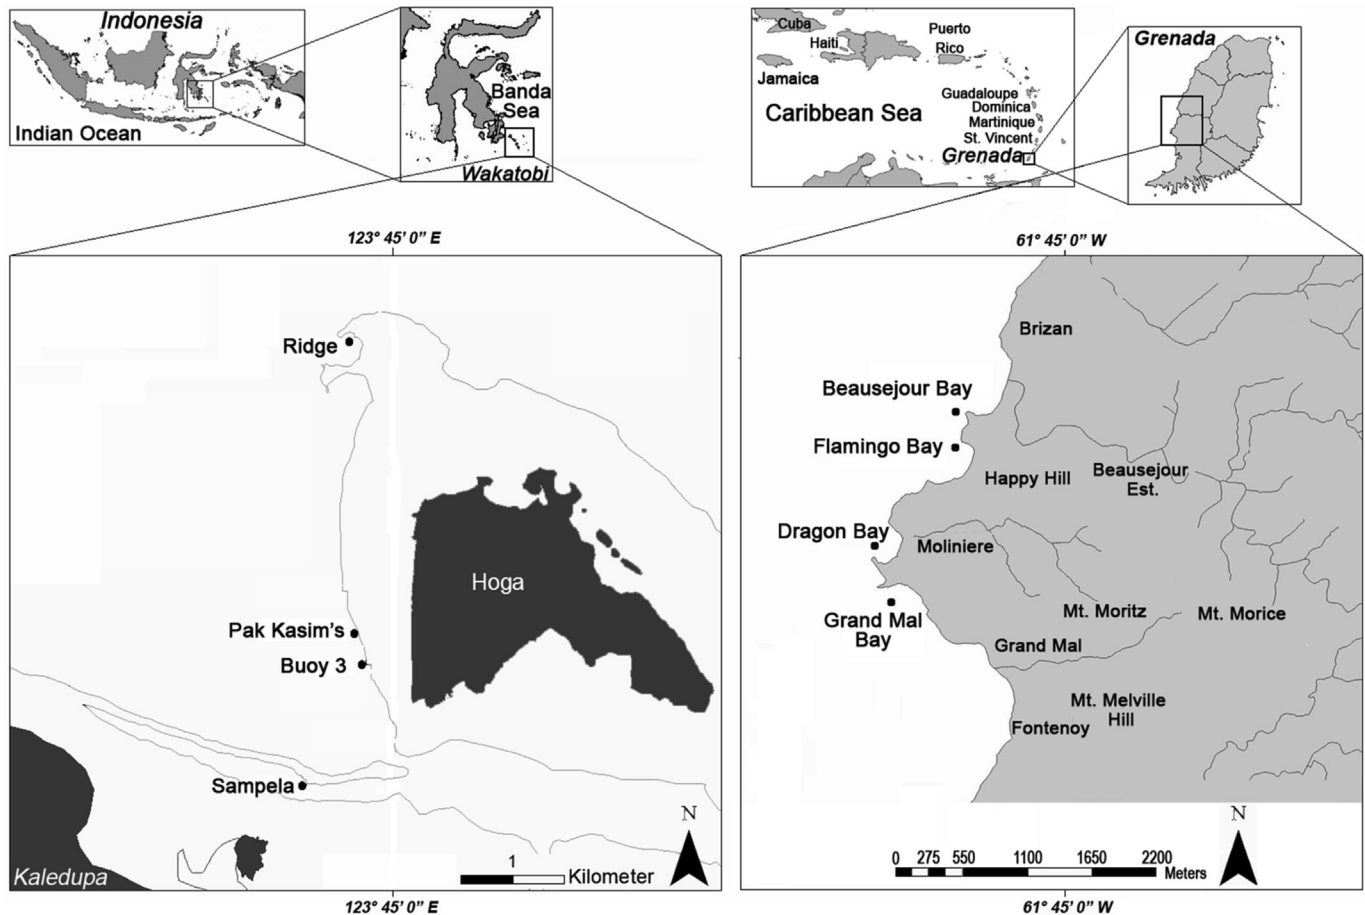 Indonesia
Indian Ocean
Banda
Sea
Wakatobi
Cuba
Haiti
Puerto
Rico
Jamaica
Caribbean Sea
Guadaloupe
Dominica
Martinique
St. Vincent
Grenada
Grenada
123° 45' 0" E
Ridge
Hoga
Pak Kasim's
Buoy 3
Sampela
Kaledupa
1
Kilometer
N
123° 45' 0" E
61° 45' 0" W
Brizan
Beausejour Bay
Flamingo Bay
Happy Hill
Beausejour
Est.
Dragon Bay
Moliniere
Grand Mal
Bay
Mt. Moritz
Mt. Morice
Grand Mal
Mt. Melville
Hill
Fontenoy
N
0 275 550 1100 1650 2200
Meters
61° 45' 0" W